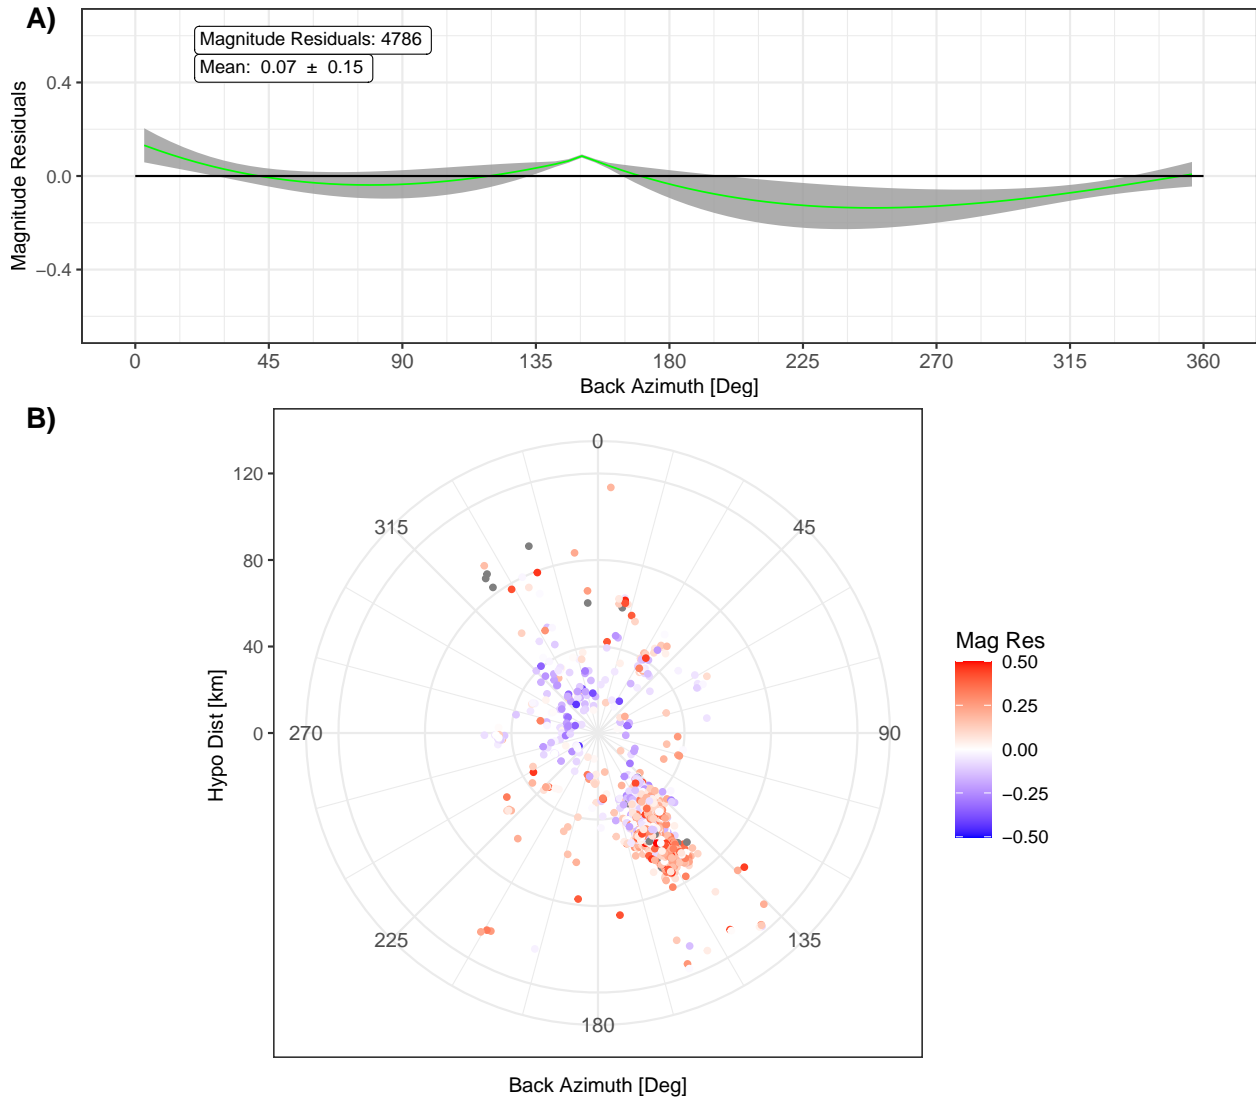 A)
Magnitude Residuals: 4786
Mean:  0.07  ±  0.15
Magnitude Residuals
0.4
0.0
−0.4
0 45 90 135 180 225 270 315 360
Back Azimuth [Deg]
B)
Hypo Dist [km]
120
80
40
0
0
45
90
135
180
225
270
315
Back Azimuth [Deg]
Mag Res
0.50
0.25
0.00
−0.25
−0.50